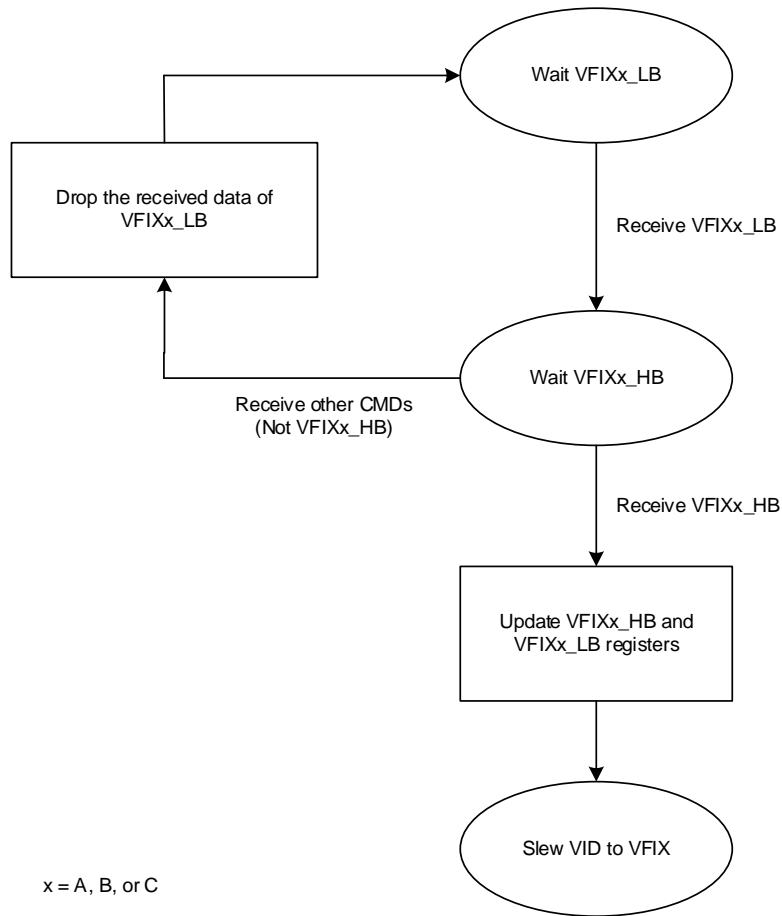 Wait VFIXx_LB
Drop the received data of
VFIXx_LB
Receive VFIXx_LB
Wait VFIXx_HB
Receive other CMDs
(Not VFIXx_HB)
Receive VFIXx_HB
Update VFIXx_HB and
VFIXx_LB registers
Slew VID to VFIX
x = A, B, or C